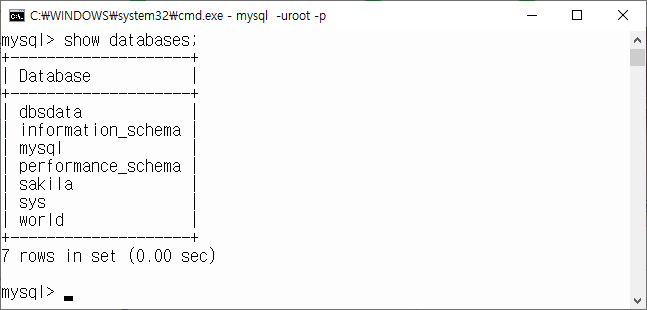 C:₩WINDOWS₩system32₩cmd.exe - mysql  -uroot -p
mysql> show databases;
+--------------------+
| Database           |
+--------------------+
| dbsdata            |
| information_schema |
| mysql              |
| performance_schema |
| sakila             |
| sys                |
| world              |
+--------------------+
7 rows in set (0.00 sec)
mysql>